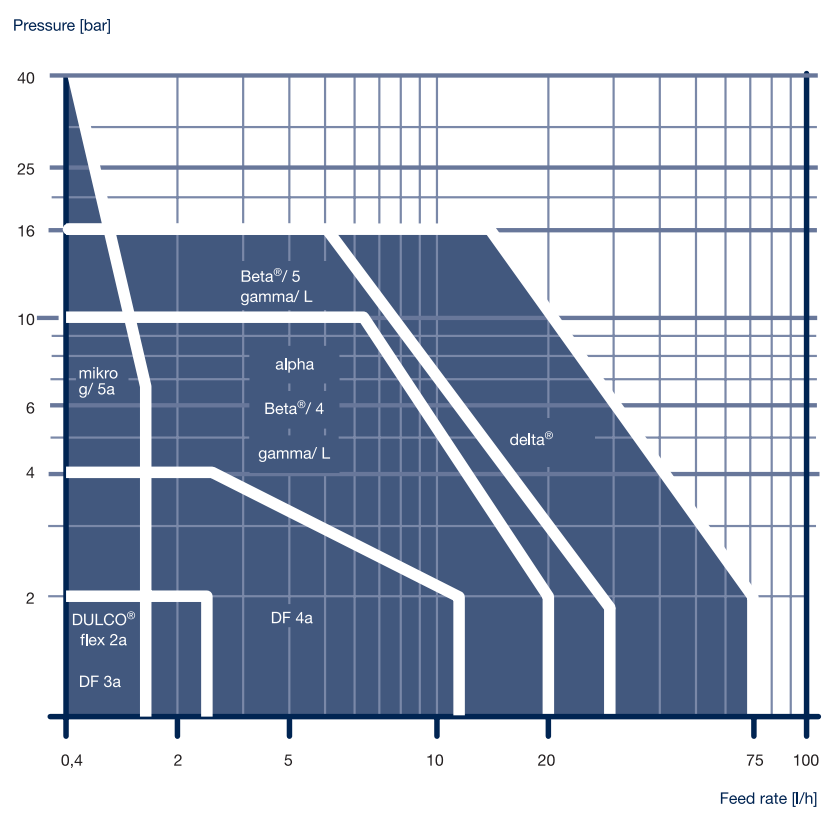 Pressure [bar]
40
25
16
10
6
4
2
Beta®/ 5
gamma/ L
mikro
g/ 5a
alpha
Beta®/ 4
gamma/ L
delta®
DULCO®
flex 2a
DF 3a
DF 4a
0,4 2 5 10 20 75 100
Feed rate [l/h]